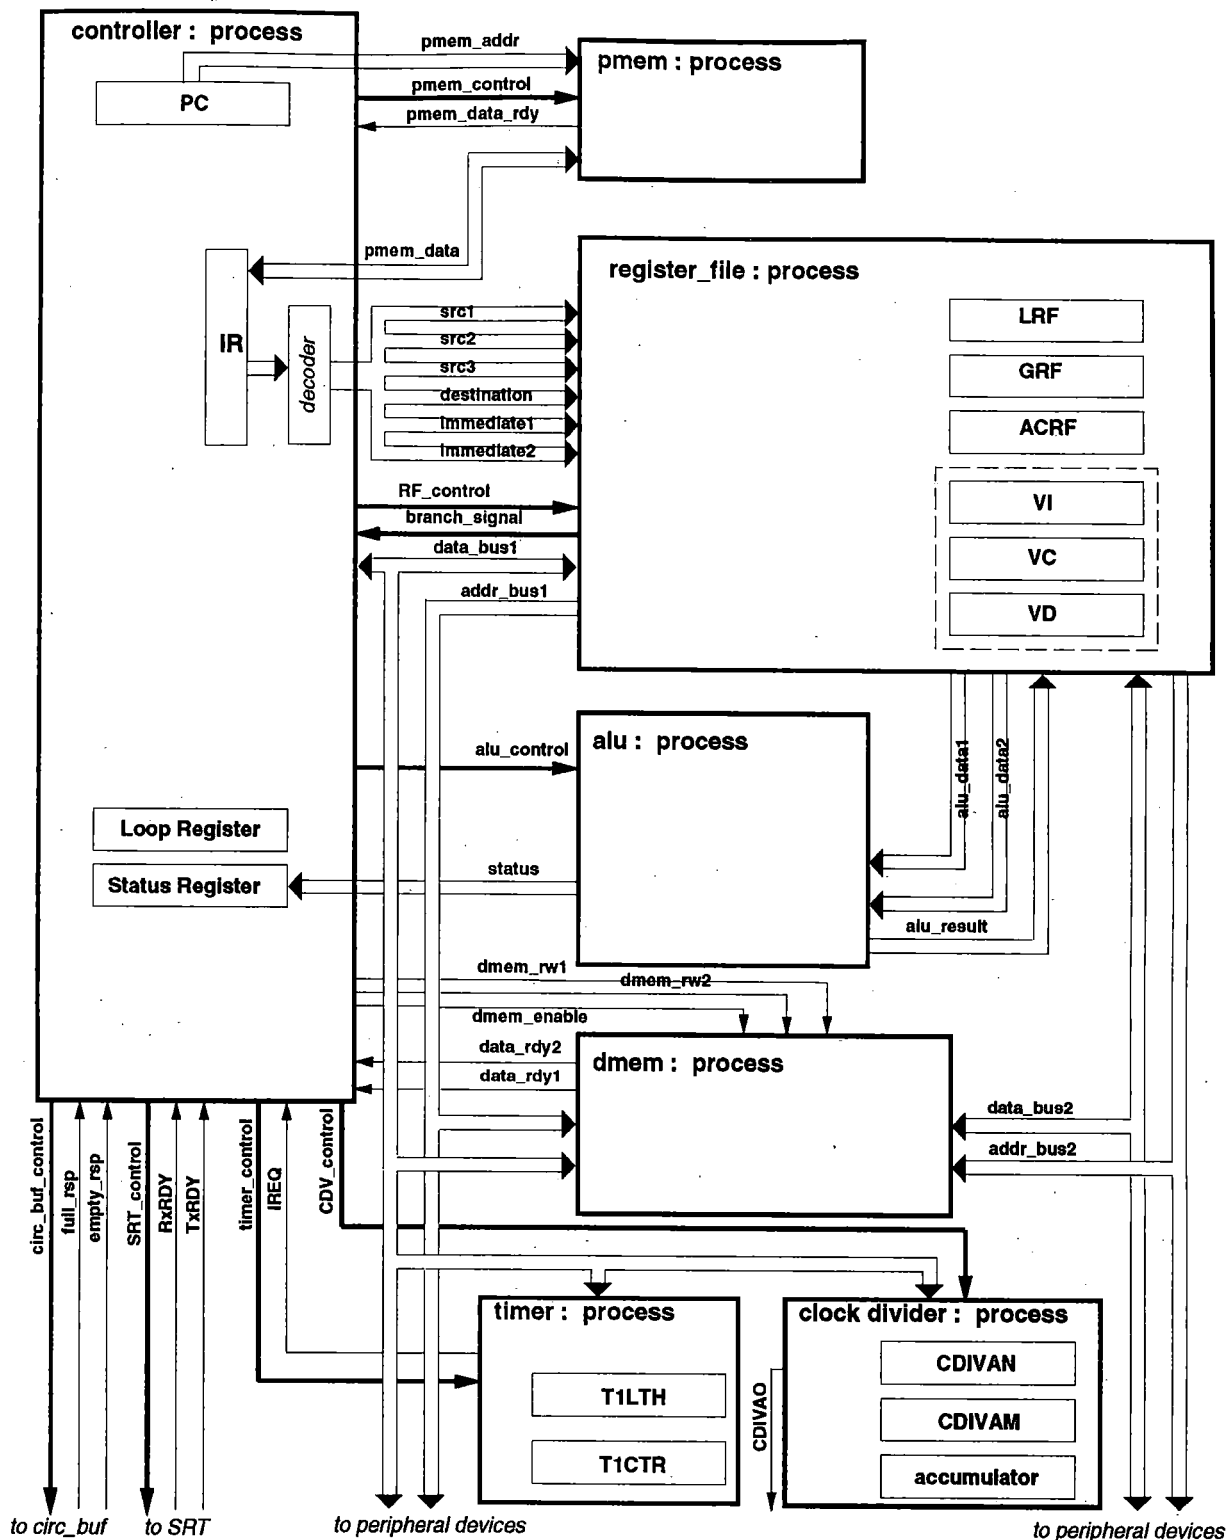 controller : process
PC
pmem_addr
pmem_control
pmem_data_rdy
pmem : process
pmem_data
IR
decoder
src1
src2
src3
destination
immediate1
immediate2
register_file : process
LRF
GRF
ACRF
VI
VC
VD
RF_control
branch_signal
data_bus1
addr_bus1
alu_control
alu : process
alu_data1
alu_data2
Loop Register
Status Register
status
alu_result
dmem_rw1
dmem_rw2
dmem_enable
data_rdy2
data_rdy1
dmem : process
data_bus2
addr_bus2
circ_buf_control
full_rsp
empty_rsp
SRT_control
RxRDY
TxRDY
timer_control
IREQ
CDV_control
timer : process
T1LTH
T1CTR
clock divider : process
CDIVAN
CDIVAM
accumulator
CDIVAO
to circ_buf
to SRT
to peripheral devices
to peripheral devices